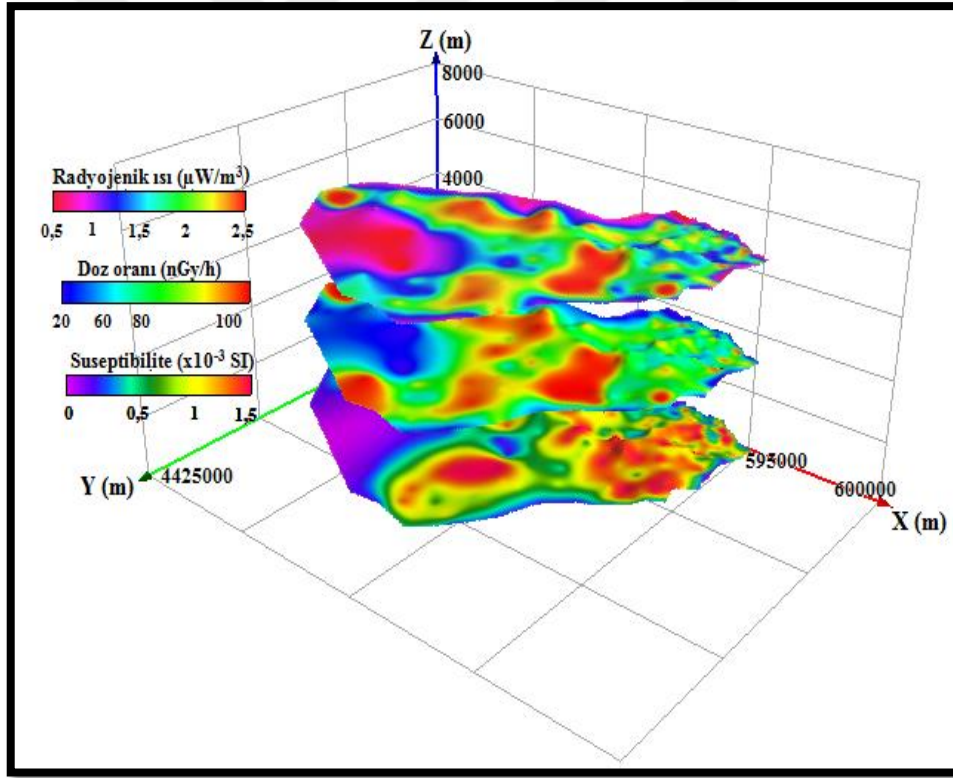 Z (m)
8000
6000
4000
Radyojenik ısı (µW/m³)
0,5 1 1,5 2 2,5
Doz oranı (nGy/h)
20 60 80 100
Suseptibilite (x10⁻³ SI)
0 0,5 1 1,5
Y (m)
4425000
595000
600000
X (m)